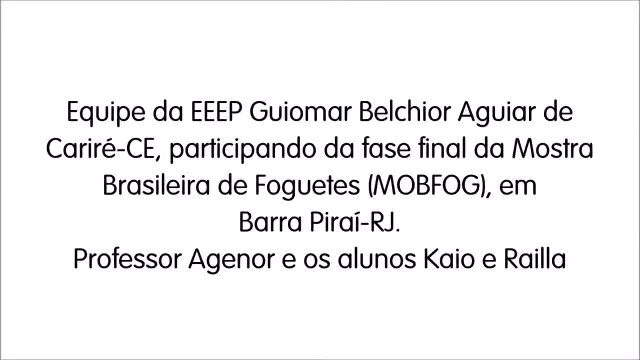 Equipe da EEEP Guiomar Belchior Aguiar de
Cariré-CE, participando da fase final da Mostra
Brasileira de Foguetes (MOBFOG), em
Barra Piraí-RJ.
Professor Agenor e os alunos Kaio e Railla